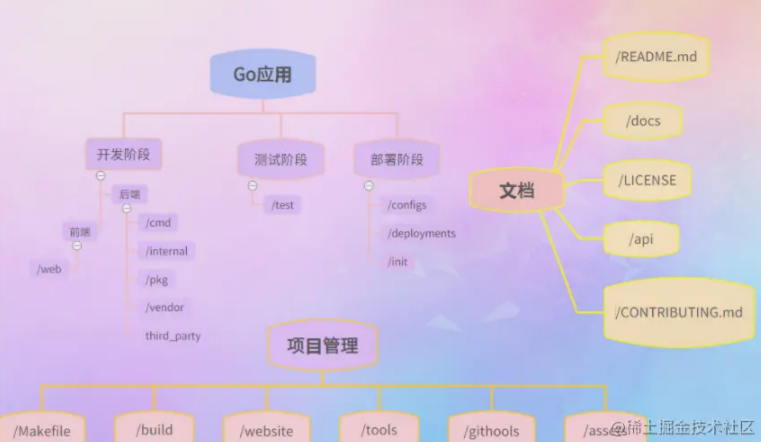 Go应用
开发阶段
测试阶段
部署阶段
前端
/web
后端
/cmd
/internal
/pkg
/vendor
third_party
/test
/configs
/deployments
/init
文档
/README.md
/docs
/LICENSE
/api
/CONTRIBUTING.md
项目管理
/Makefile
/build
/website
/tools
/githools
/assets
@稀土掘金技术社区